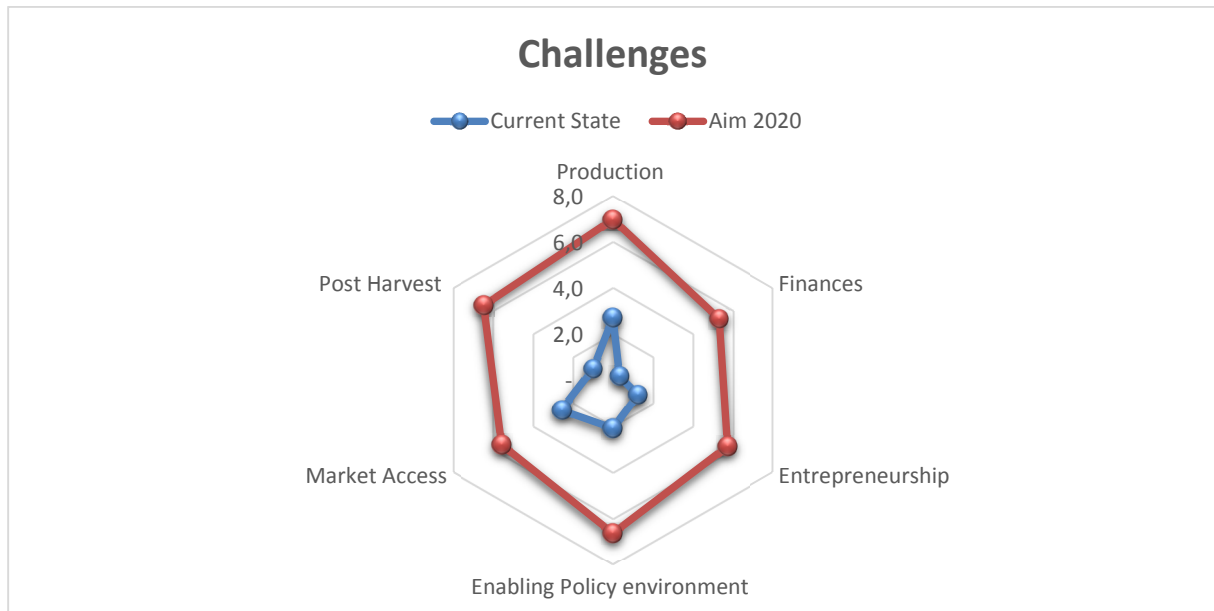 Challenges
Current State Aim 2020
Production
8,0
6,0
4,0
2,0
-
Post Harvest
Finances
Market Access
Entrepreneurship
Enabling Policy environment